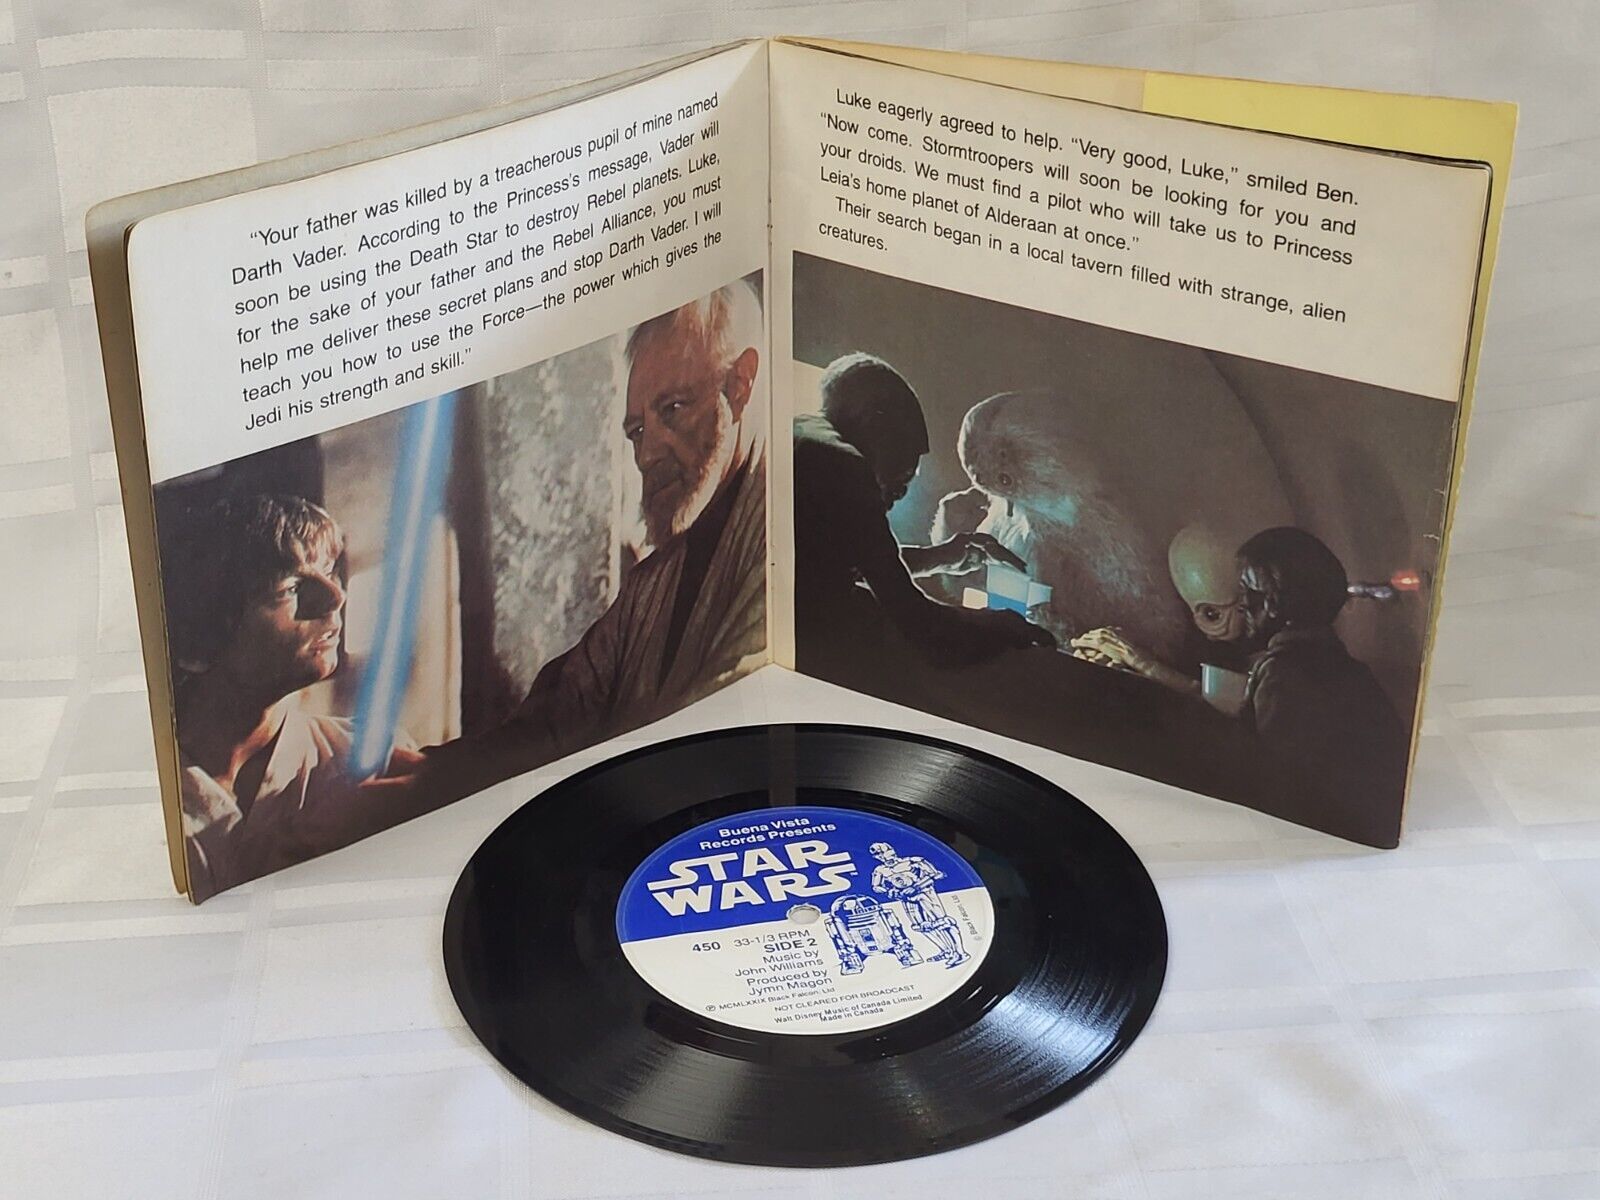 "Your father was killed by a treacherous pupil of mine named
Darth Vader. According to the Princess's message, Vader will
soon be using the Death Star to destroy Rebel planets. Luke,
for the sake of your father and the Rebel Alliance, you must
help me deliver these secret plans and stop Darth Vader. I will
teach you how to use the Force—the power which gives the
Jedi his strength and skill."
Luke eagerly agreed to help. "Very good, Luke," smiled Ben.
"Now come. Stormtroopers will soon be looking for you and
your droids. We must find a pilot who will take us to Princess
Leia's home planet of Alderaan at once."
Their search began in a local tavern filled with strange, alien
creatures.
Buena Vista
Records Presents
STAR
WARS™
450 33-1/3 RPM
SIDE 2
Music by
John Williams
Produced by
Jymn Magon
℗ MCMLXXIX Black Falcon, Ltd
NOT CLEARED FOR BROADCAST
Walt Disney Music of Canada Limited
Made in Canada
© Black Falcon, Ltd.